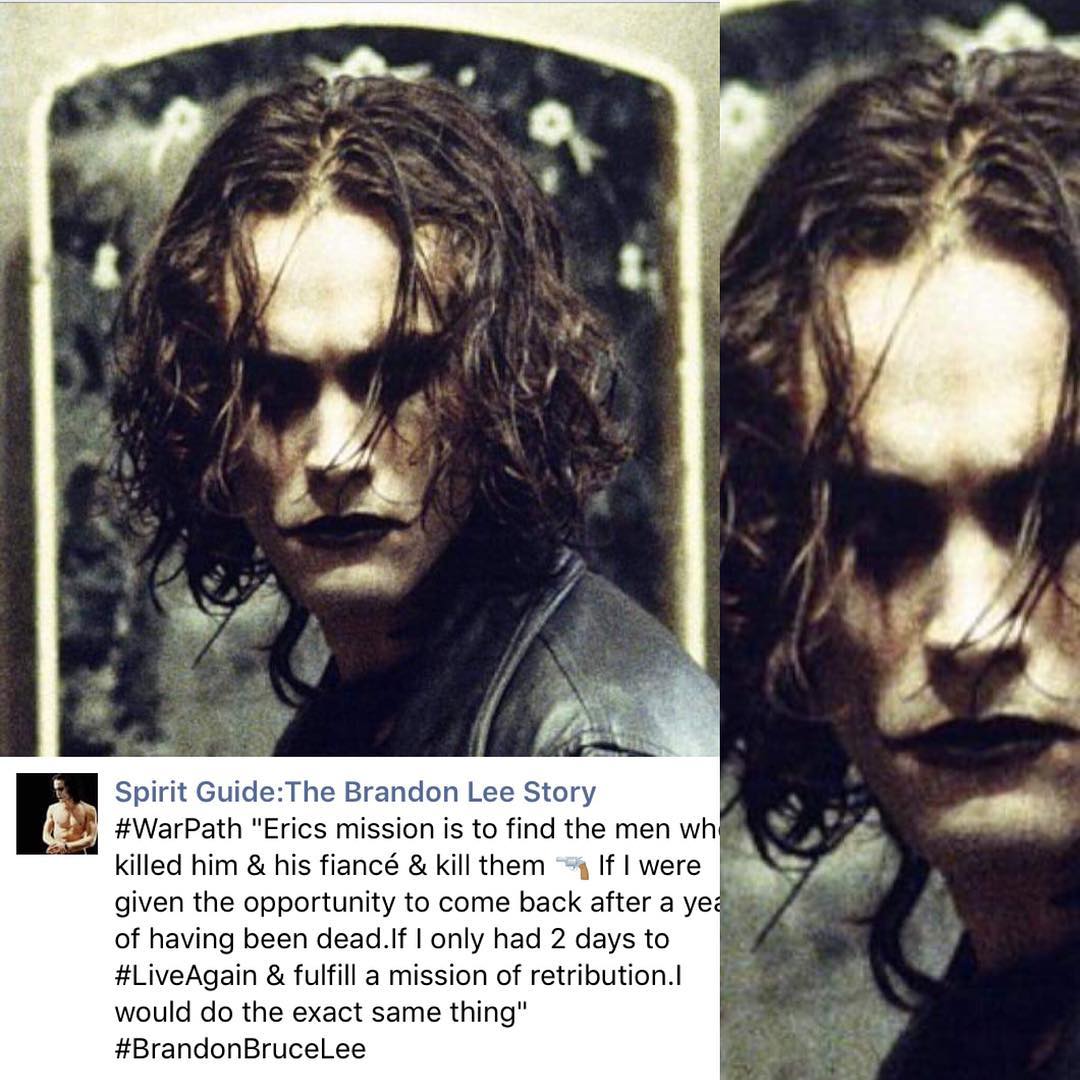 Spirit Guide:The Brandon Lee Story
#WarPath "Erics mission is to find the men wh
killed him & his fiancé & kill them 🔫 If I were
given the opportunity to come back after a yea
of having been dead.If I only had 2 days to
#LiveAgain & fulfill a mission of retribution.I
would do the exact same thing"
#BrandonBruceLee